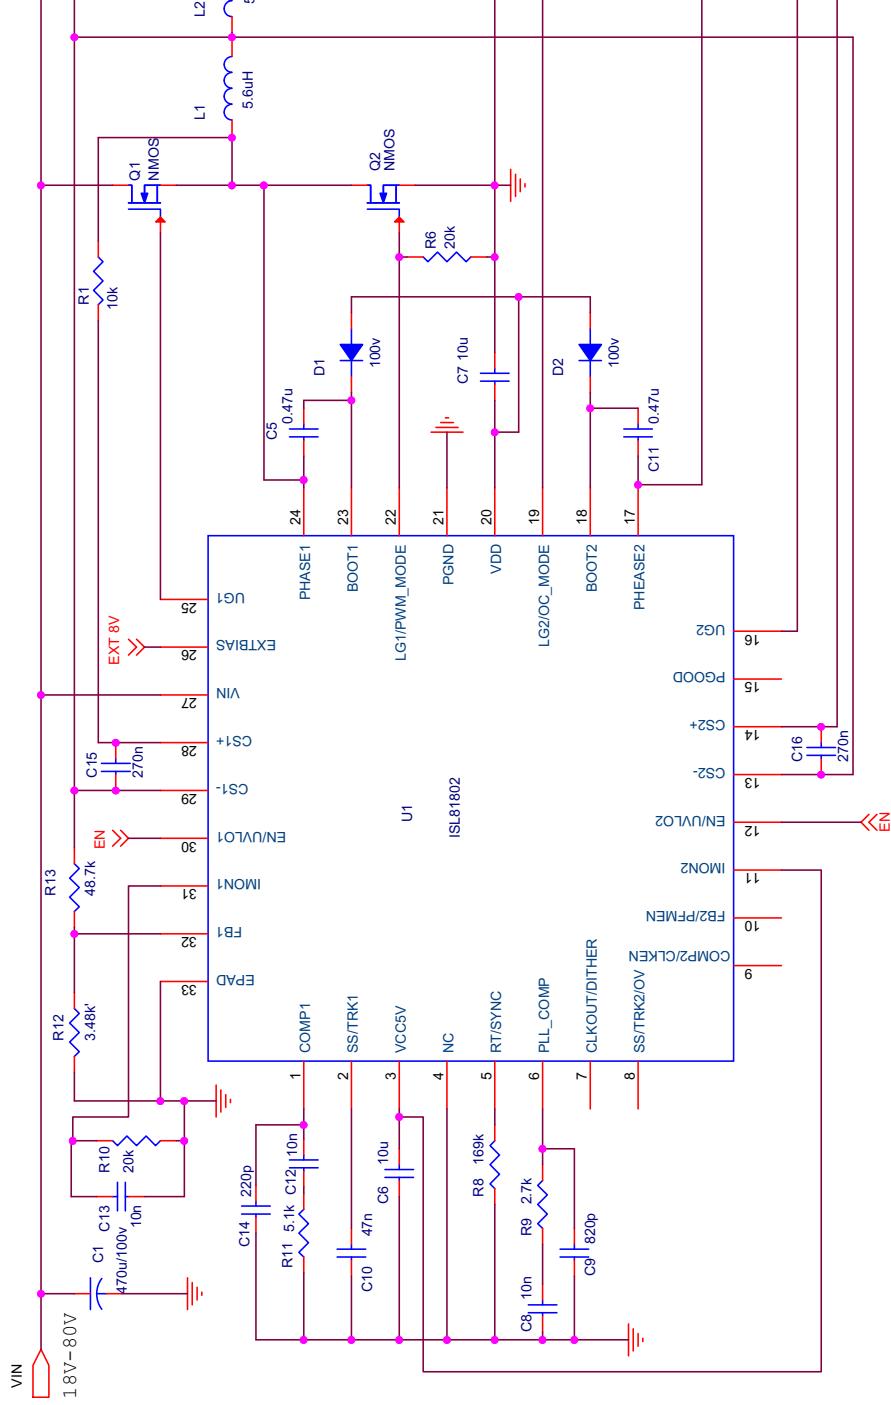 L2
5
L1
5.6uH
Q1
NMOS
Q2
NMOS
R6
20k
R1
10k
D1
100v
C7 10u
D2
100v
C5
0.47u
C11
0.47u
24
23
22
21
20
19
18
17
PHASE1
BOOT1
LG1/PWM_MODE
PGND
VDD
LG2/OC_MODE
BOOT2
PHEASE2
25
UG1
EXT 8V
26
EXTBIAS
27
VIN
28
CS1+
C15
270n
29
CS1-
EN
30
EN/UVLO1
31
IMON1
32
FB1
33
EPAD
R13
48.7k
R12
3.48k'
U1
ISL81802
UG2
16
PGOOD
15
CS2+
14
C16
270n
CS2-
13
EN/UVLO2
12
EN
IMON2
11
FB2/PFMEN
10
COMP2/CLKEN
9
COMP1
SS/TRK1
VCC5V
NC
RT/SYNC
PLL_COMP
CLKOUT/DITHER
SS/TRK2/OV
1
2
3
4
5
6
7
8
R10
20k
C13
10n
C1
470u/100v
C14
220p
C12
10n
R11
5.1k
C10
47n
C6
10u
R8
169k
R9
2.7k
C8
10n
C9
820p
VIN
18V-80V